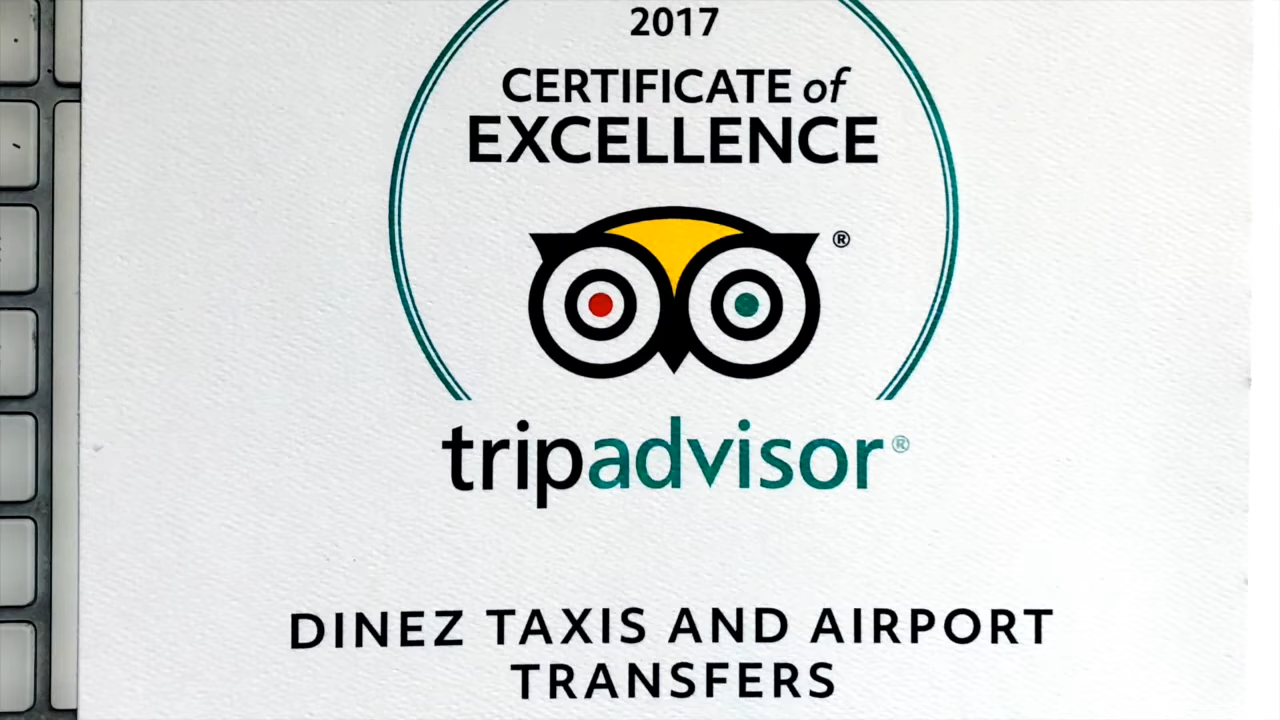 2017
CERTIFICATE of
EXCELLENCE
®
tripadvisor®
DINEZ TAXIS AND AIRPORT
TRANSFERS